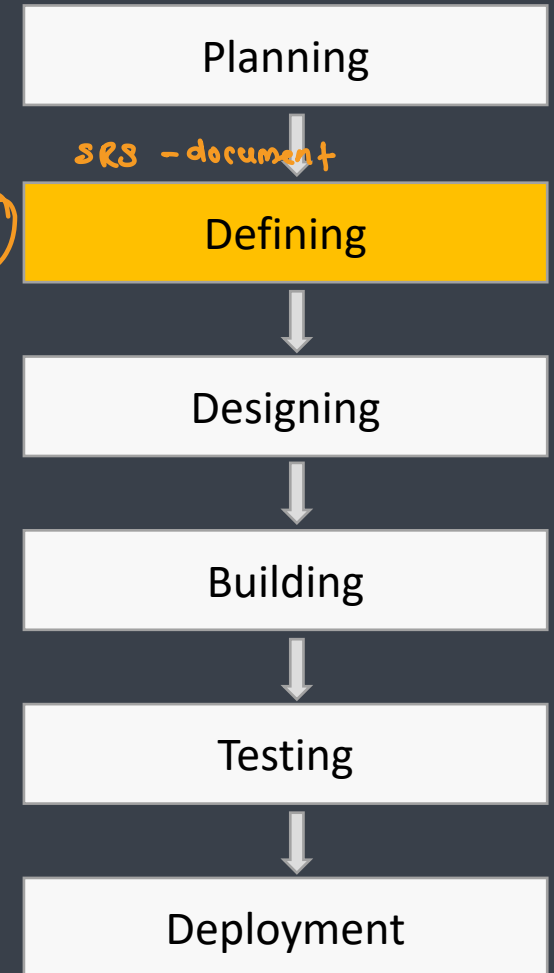 Planning
SRS - document
Defining
Designing
Building
Testing
Deployment